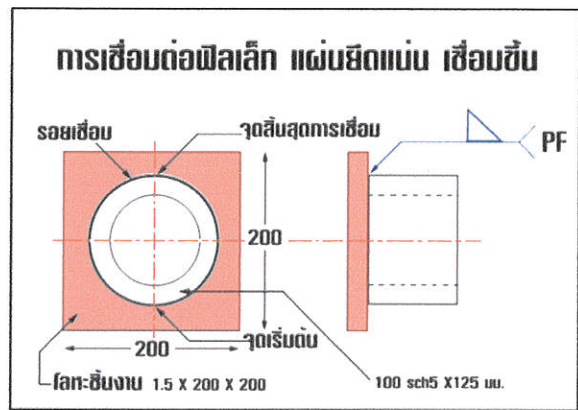 การเชื่อมต่อฟิลเล็ท แผ่นยึดแน่น เชื่อมขึ้น
รอยเชื่อม
จุดสิ้นสุดการเชื่อม
PF
200
200
จุดเริ่มต้น
โลหะชิ้นงาน 1.5 X 200 X 200
100 sch5 X125 มม.